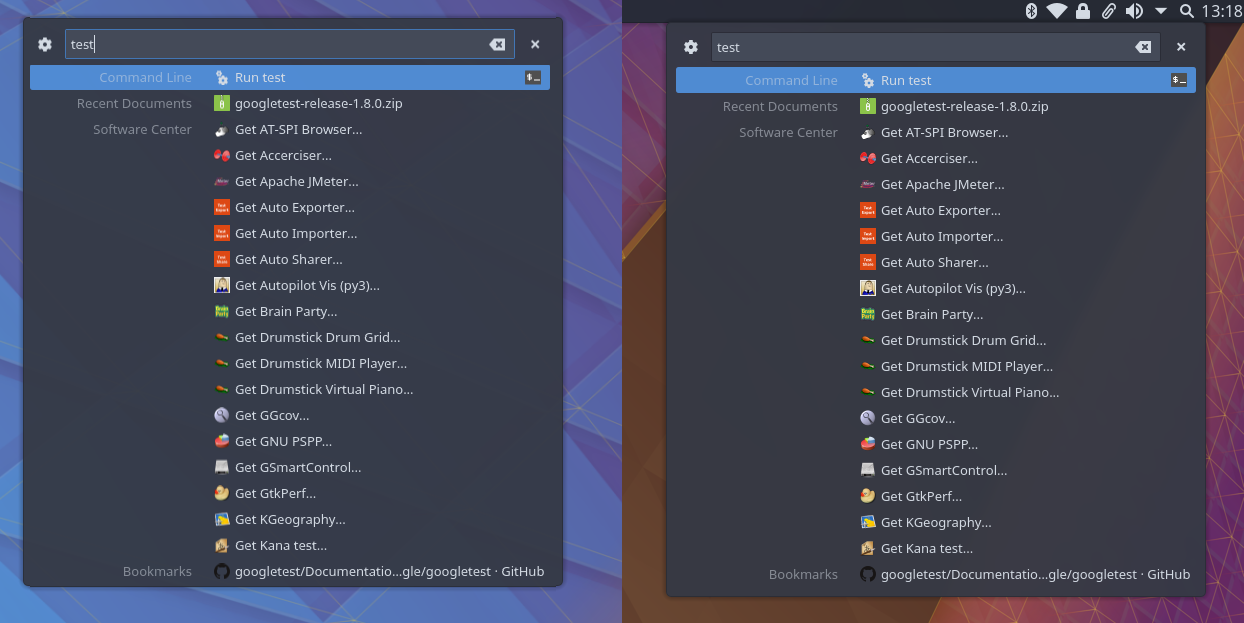 test
Command Line Run test
Recent Documents googletest-release-1.8.0.zip
Software Center Get AT-SPI Browser...
Get Accerciser...
Get Apache JMeter...
Get Auto Exporter...
Get Auto Importer...
Get Auto Sharer...
Get Autopilot Vis (py3)...
Get Brain Party...
Get Drumstick Drum Grid...
Get Drumstick MIDI Player...
Get Drumstick Virtual Piano...
Get GGcov...
Get GNU PSPP...
Get GSmartControl...
Get GtkPerf...
Get KGeography...
Get Kana test...
Bookmarks googletest/Documentatio...gle/googletest · GitHub
13:18
test
Command Line Run test
Recent Documents googletest-release-1.8.0.zip
Software Center Get AT-SPI Browser...
Get Accerciser...
Get Apache JMeter...
Get Auto Exporter...
Get Auto Importer...
Get Auto Sharer...
Get Autopilot Vis (py3)...
Get Brain Party...
Get Drumstick Drum Grid...
Get Drumstick MIDI Player...
Get Drumstick Virtual Piano...
Get GGcov...
Get GNU PSPP...
Get GSmartControl...
Get GtkPerf...
Get KGeography...
Get Kana test...
Bookmarks googletest/Documentatio...gle/googletest · GitHub